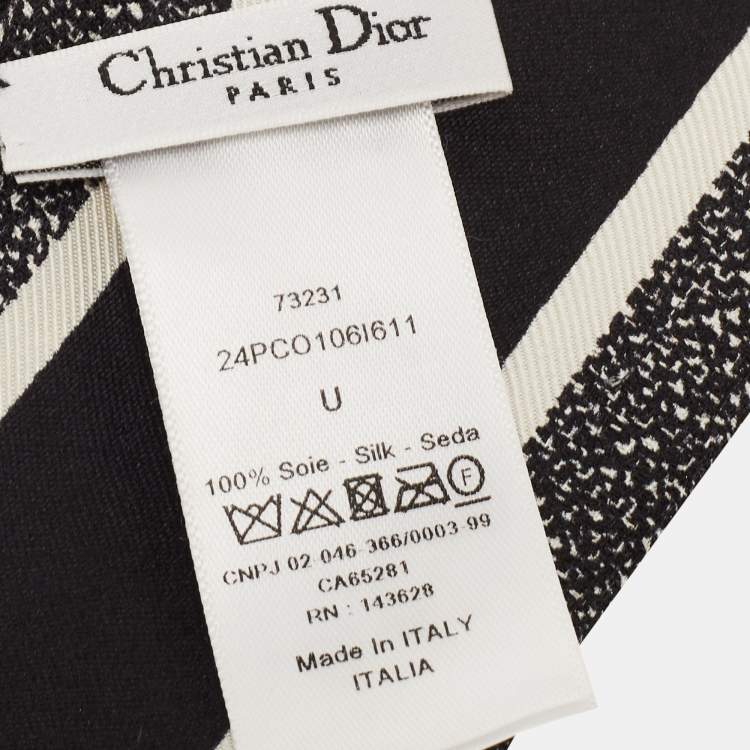 Christian Dior
PARIS
73231
24PCO106I611
U
100% Soie - Silk - Seda
F
CNPJ 02 046-366/0003-99
CA65281
RN : 143628
Made In ITALY
ITALIA